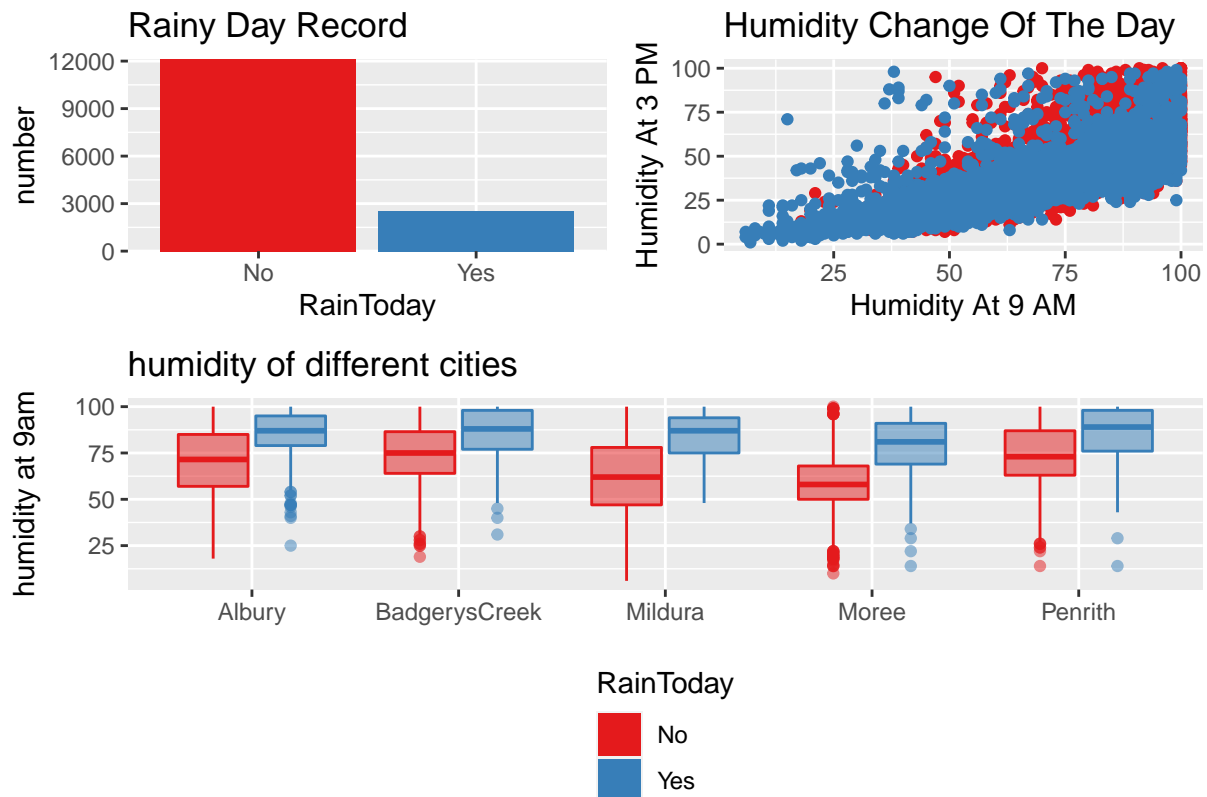 Rainy Day Record
number
12000
9000
6000
3000
0
No
Yes
RainToday
Humidity Change Of The Day
Humidity At 3 PM
100
75
50
25
0
25
50
75
100
Humidity At 9 AM
humidity of different cities
humidity at 9am
100
75
50
25
Albury
BadgerysCreek
Mildura
Moree
Penrith
RainToday
No
Yes